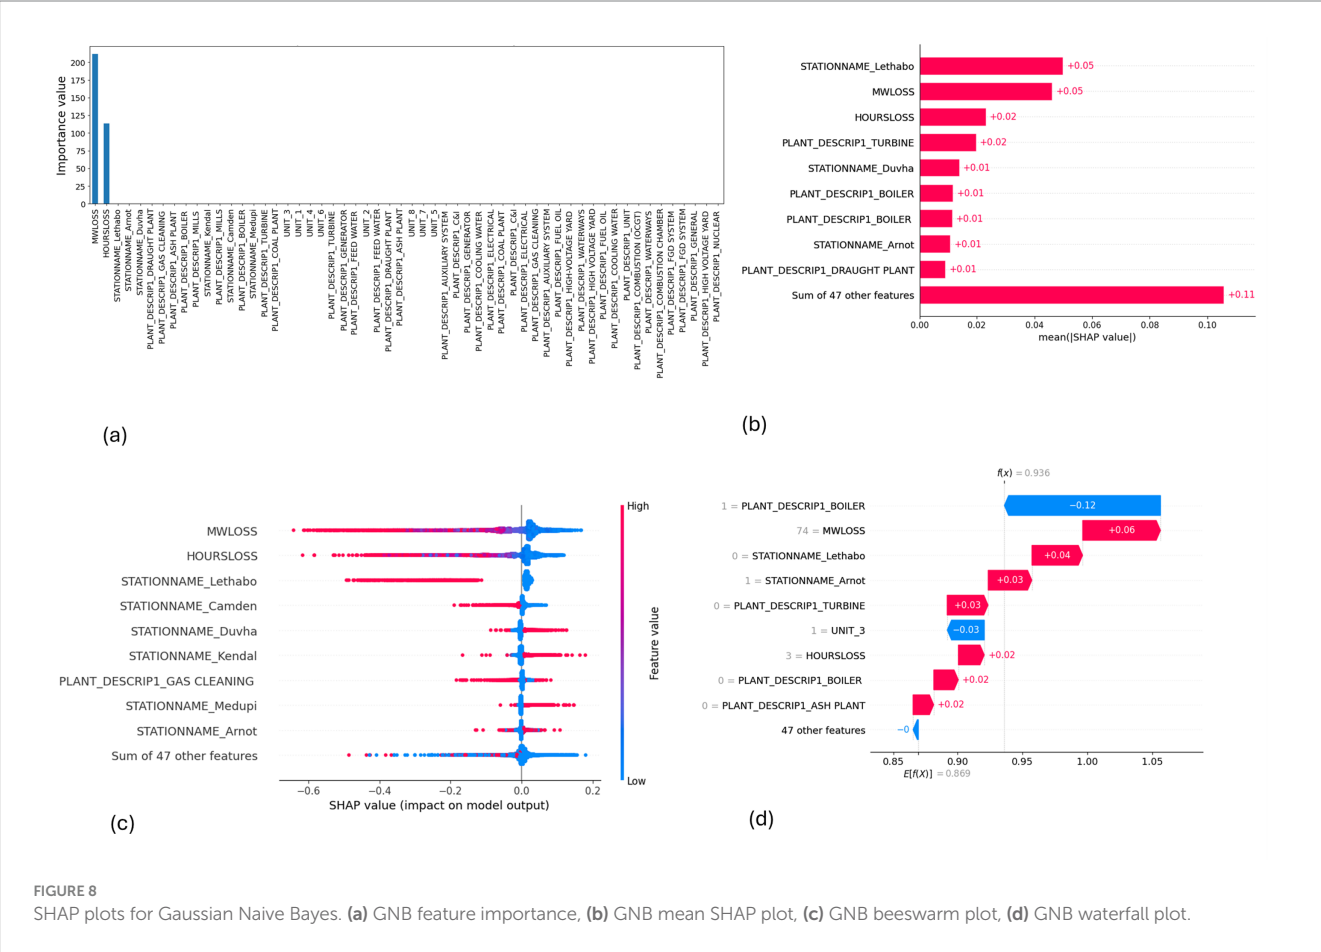 Importance value
200
175
150
125
100
75
50
25
0
MWLOSS
HOURSLOSS
STATIONNAME_Lethabo
STATIONNAME_Arnot
STATIONNAME_Duvha
PLANT_DESCRIP1_DRAUGHT PLANT
PLANT_DESCRIP1_GAS CLEANING
PLANT_DESCRIP1_ASH PLANT
PLANT_DESCRIP1_BOILER
PLANT_DESCRIP1_MILLS
STATIONNAME_Kendal
PLANT_DESCRIP1_MILLS
STATIONNAME_Camden
PLANT_DESCRIP1_BOILER
STATIONNAME_Medupi
PLANT_DESCRIP1_TURBINE
PLANT_DESCRIP1_COAL PLANT
UNIT_3
UNIT_1
UNIT_4
UNIT_6
PLANT_DESCRIP1_TURBINE
PLANT_DESCRIP1_GENERATOR
PLANT_DESCRIP1_FEED WATER
UNIT_2
PLANT_DESCRIP1_FEED WATER
PLANT_DESCRIP1_DRAUGHT PLANT
PLANT_DESCRIP1_ASH PLANT
UNIT_8
UNIT_7
UNIT_5
PLANT_DESCRIP1_AUXILIARY SYSTEM
PLANT_DESCRIP1_C&I
PLANT_DESCRIP1_GENERATOR
PLANT_DESCRIP1_COOLING WATER
PLANT_DESCRIP1_ELECTRICAL
PLANT_DESCRIP1_COAL PLANT
PLANT_DESCRIP1_C&I
PLANT_DESCRIP1_ELECTRICAL
PLANT_DESCRIP1_GAS CLEANING
PLANT_DESCRIP1_AUXILIARY SYSTEM
PLANT_DESCRIP1_FUEL OIL
PLANT_DESCRIP1_HIGH-VOLTAGE YARD
PLANT_DESCRIP1_WATERWAYS
PLANT_DESCRIP1_HIGH VOLTAGE YARD
PLANT_DESCRIP1_FUEL OIL
PLANT_DESCRIP1_COOLING WATER
PLANT_DESCRIP1_UNIT
PLANT_DESCRIP1_COMBUSTION (OCGT)
PLANT_DESCRIP1_WATERWAYS
PLANT_DESCRIP1_COMBUSTION CHAMBER
PLANT_DESCRIP1_FGD SYSTEM
PLANT_DESCRIP1_FGD SYSTEM
PLANT_DESCRIP1_GENERAL
PLANT_DESCRIP1_HIGH VOLTAGE YARD
PLANT_DESCRIP1_NUCLEAR
(a)
STATIONNAME_Lethabo +0.05
MWLOSS +0.05
HOURSLOSS +0.02
PLANT_DESCRIP1_TURBINE +0.02
STATIONNAME_Duvha +0.01
PLANT_DESCRIP1_BOILER +0.01
PLANT_DESCRIP1_BOILER +0.01
STATIONNAME_Arnot +0.01
PLANT_DESCRIP1_DRAUGHT PLANT +0.01
Sum of 47 other features +0.11
0.00 0.02 0.04 0.06 0.08 0.10
mean(|SHAP value|)
(b)
High
MWLOSS
HOURSLOSS
STATIONNAME_Lethabo
STATIONNAME_Camden
STATIONNAME_Duvha
STATIONNAME_Kendal
PLANT_DESCRIP1_GAS CLEANING
STATIONNAME_Medupi
STATIONNAME_Arnot
Sum of 47 other features
Feature value
Low
−0.6 −0.4 −0.2 0.0 0.2
SHAP value (impact on model output)
(c)
f(x) = 0.936
1 = PLANT_DESCRIP1_BOILER −0.12
74 = MWLOSS +0.06
0 = STATIONNAME_Lethabo +0.04
1 = STATIONNAME_Arnot +0.03
0 = PLANT_DESCRIP1_TURBINE +0.03
1 = UNIT_3 −0.03
3 = HOURSLOSS +0.02
0 = PLANT_DESCRIP1_BOILER +0.02
0 = PLANT_DESCRIP1_ASH PLANT +0.02
47 other features −0
0.85 0.90 0.95 1.00 1.05
E[f(X)] = 0.869
(d)
FIGURE 8
SHAP plots for Gaussian Naive Bayes. (a) GNB feature importance, (b) GNB mean SHAP plot, (c) GNB beeswarm plot, (d) GNB waterfall plot.